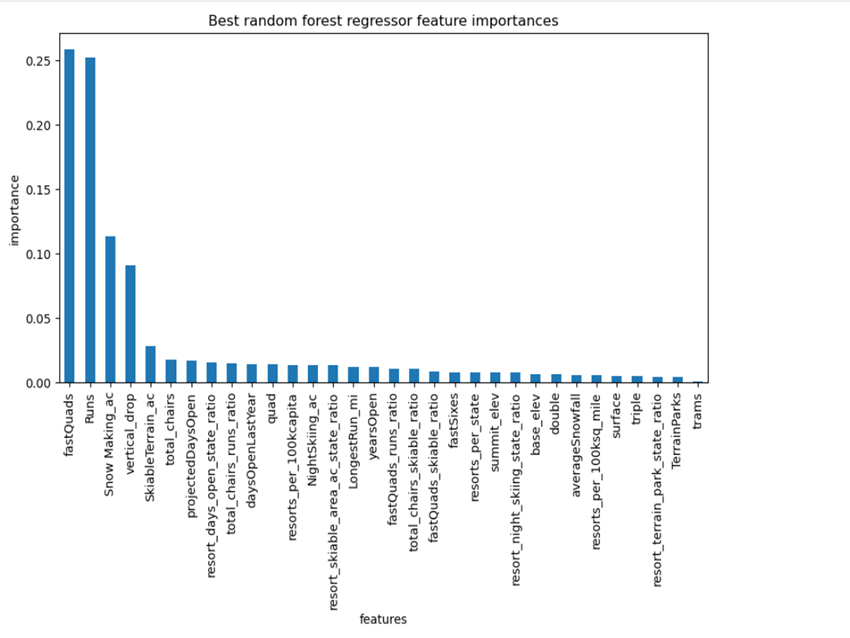 Best random forest regressor feature importances
importance
0.25
0.20
0.15
0.10
0.05
0.00
fastQuads
Runs
Snow Making_ac
vertical_drop
SkiableTerrain_ac
total_chairs
projectedDaysOpen
resort_days_open_state_ratio
total_chairs_runs_ratio
daysOpenLastYear
quad
resorts_per_100kcapita
NightSkiing_ac
resort_skiable_area_ac_state_ratio
LongestRun_mi
yearsOpen
fastQuads_runs_ratio
total_chairs_skiable_ratio
fastQuads_skiable_ratio
fastSixes
resorts_per_state
summit_elev
resort_night_skiing_state_ratio
base_elev
double
averageSnowfall
resorts_per_100ksq_mile
surface
triple
resort_terrain_park_state_ratio
TerrainParks
trams
features